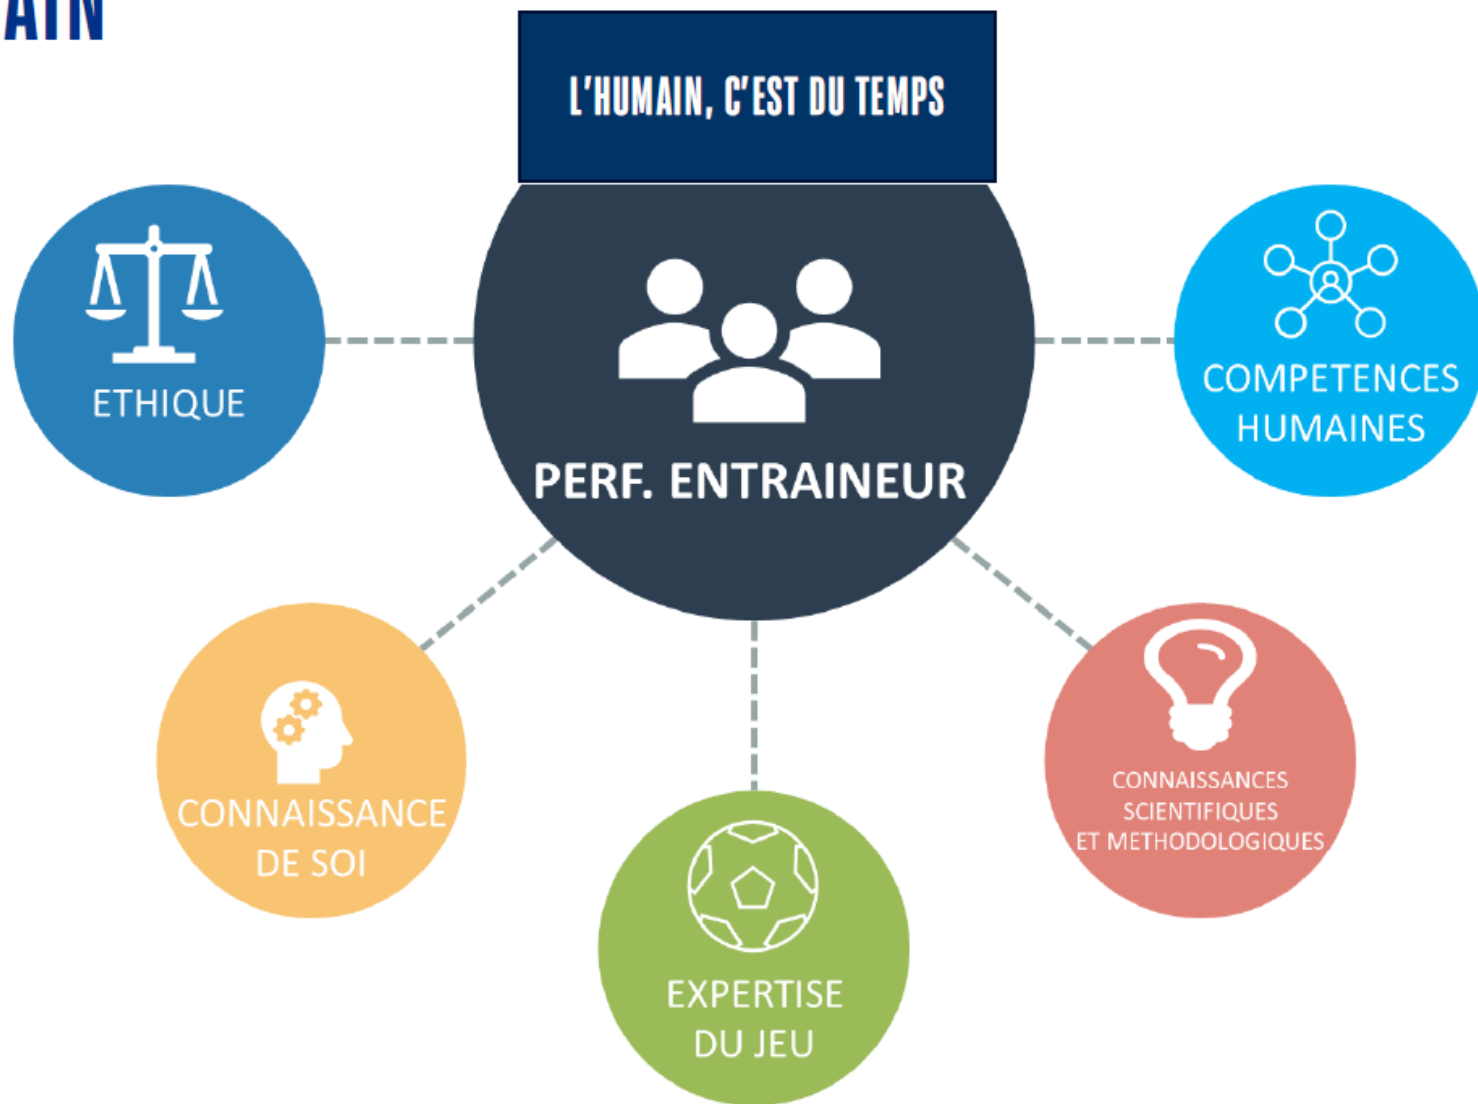 L'HUMAIN, C'EST DU TEMPS
ETHIQUE
PERF. ENTRAINEUR
COMPETENCES
HUMAINES
CONNAISSANCE
DE SOI
EXPERTISE
DU JEU
CONNAISSANCES
SCIENTIFIQUES
ET METHODOLOGIQUES